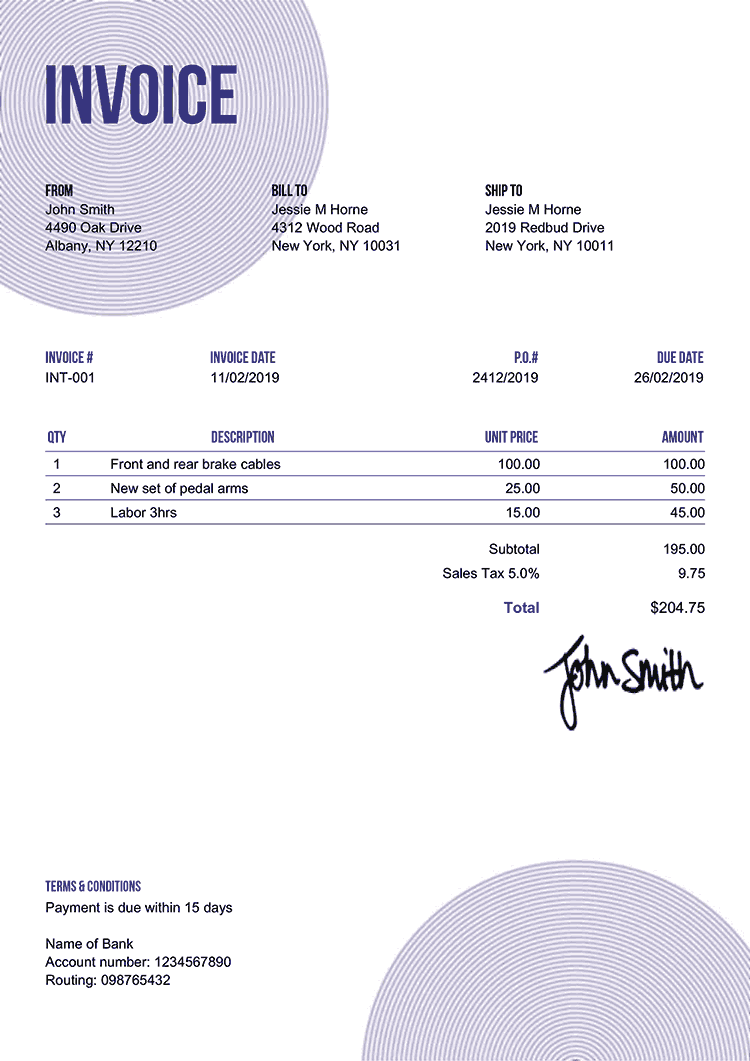 INVOICE
FROM BILL TO SHIP TO
John Smith Jessie M Horne Jessie M Horne
4490 Oak Drive 4312 Wood Road 2019 Redbud Drive
Albany, NY 12210 New York, NY 10031 New York, NY 10011
INVOICE # INVOICE DATE P.O.# DUE DATE
INT-001 11/02/2019 2412/2019 26/02/2019
QTY DESCRIPTION UNIT PRICE AMOUNT
1 Front and rear brake cables 100.00 100.00
2 New set of pedal arms 25.00 50.00
3 Labor 3hrs 15.00 45.00
Subtotal 195.00
Sales Tax 5.0% 9.75
Total $204.75
John Smith
TERMS & CONDITIONS
Payment is due within 15 days
Name of Bank
Account number: 1234567890
Routing: 098765432